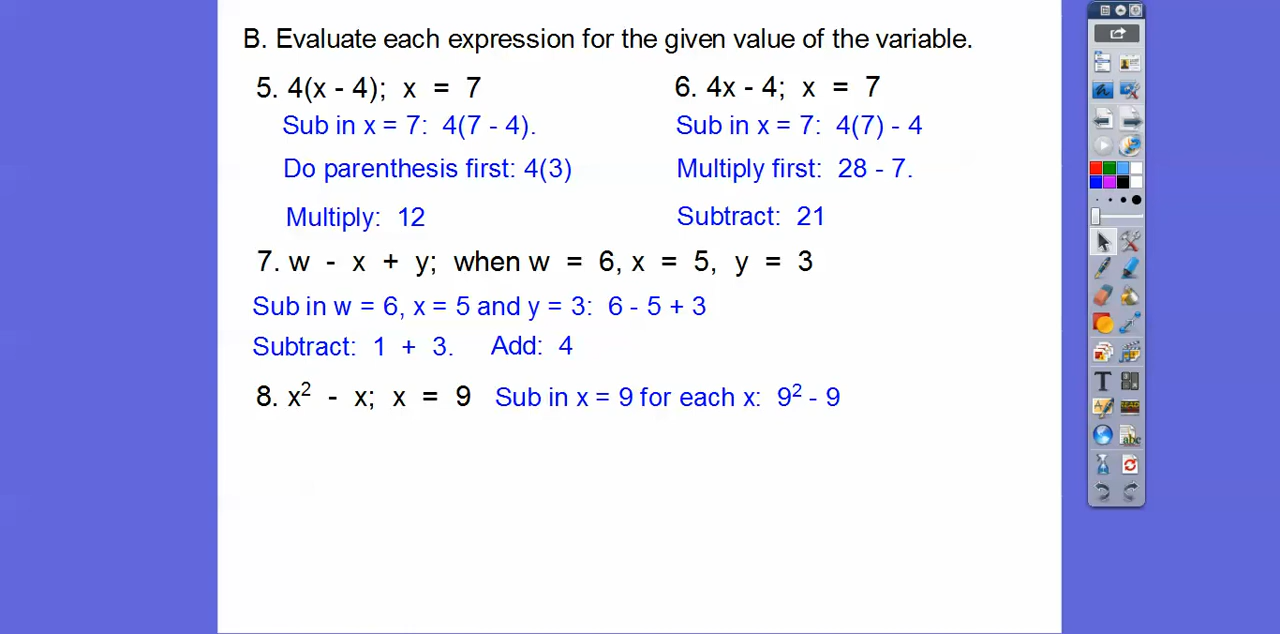 B. Evaluate each expression for the given value of the variable.
5. 4(x - 4); x = 7
6. 4x - 4; x = 7
Sub in x = 7: 4(7 - 4).
Sub in x = 7: 4(7) - 4
Do parenthesis first: 4(3)
Multiply first: 28 - 7.
Multiply: 12
Subtract: 21
7. w - x + y; when w = 6, x = 5, y = 3
Sub in w = 6, x = 5 and y = 3: 6 - 5 + 3
Subtract: 1 + 3. Add: 4
8. x² - x; x = 9 Sub in x = 9 for each x: 9² - 9